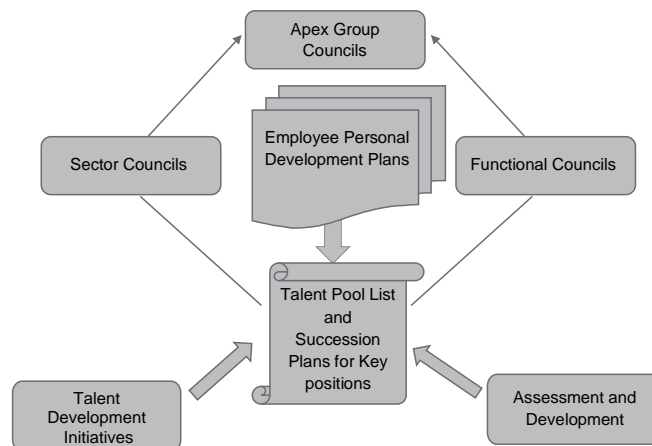 Apex Group
Councils
Employee Personal
Development Plans
Sector Councils
Functional Councils
Talent Pool List
and
Succession
Plans for Key
positions
Talent
Development
Initiatives
Assessment and
Development